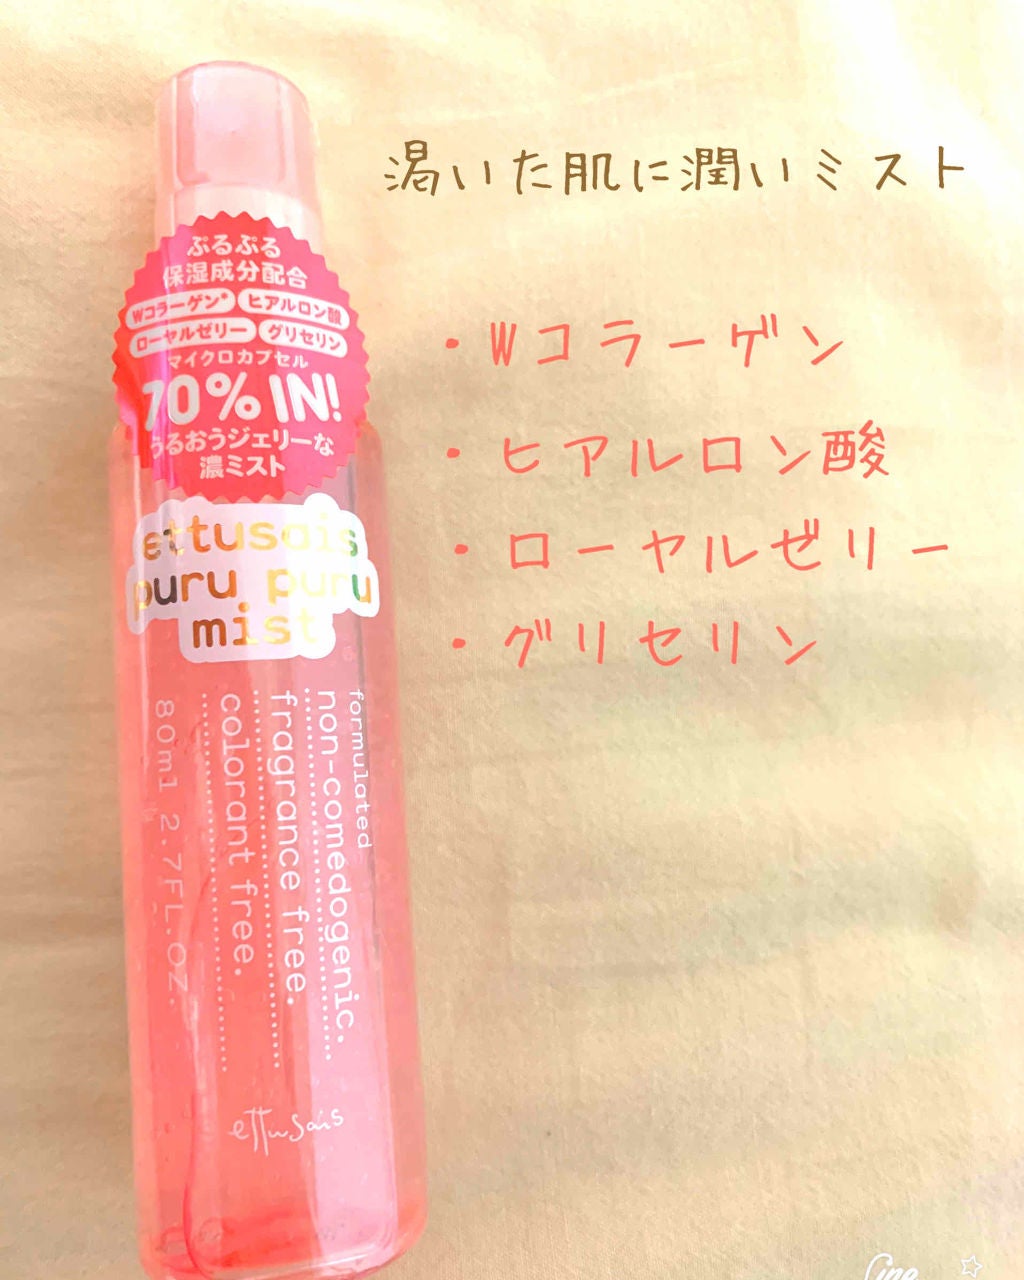 渇いた肌に潤いミスト
・Wコラーゲン
・ヒアルロン酸
・ローヤルゼリー
・グリセリン
ぷるぷる
保湿成分配合
Wコラーゲン* ヒアルロン酸
ローヤルゼリー グリセリン
マイクロカプセル
70% IN!
うるおうジェリーな
濃ミスト
ettusais
puru puru
mist
formulated
non-comedogenic.
fragrance free.
colorant free.
80ml 2.7FL.OZ.
ettusais